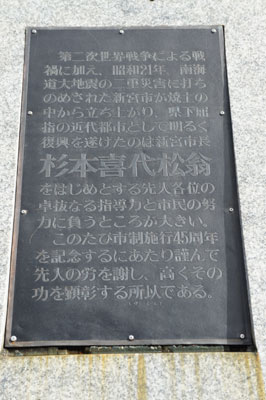 第二次世界戦争による戦
禍に加え、昭和21年、南海
道大地震の二重災害に打ち
のめされた新宮市が焼土の
中から立ち上がり、県下屈
指の近代都市として明るく
復興を遂げたのは新宮市長
杉本喜代松翁
をはじめとする先人各位の
卓抜なる指導力と市民の努
力に負うところが大きい。
このたび市制施行45周年
を記念するにあたり謹んで
先人の労を謝し、高くその
功を顕彰する所以である。